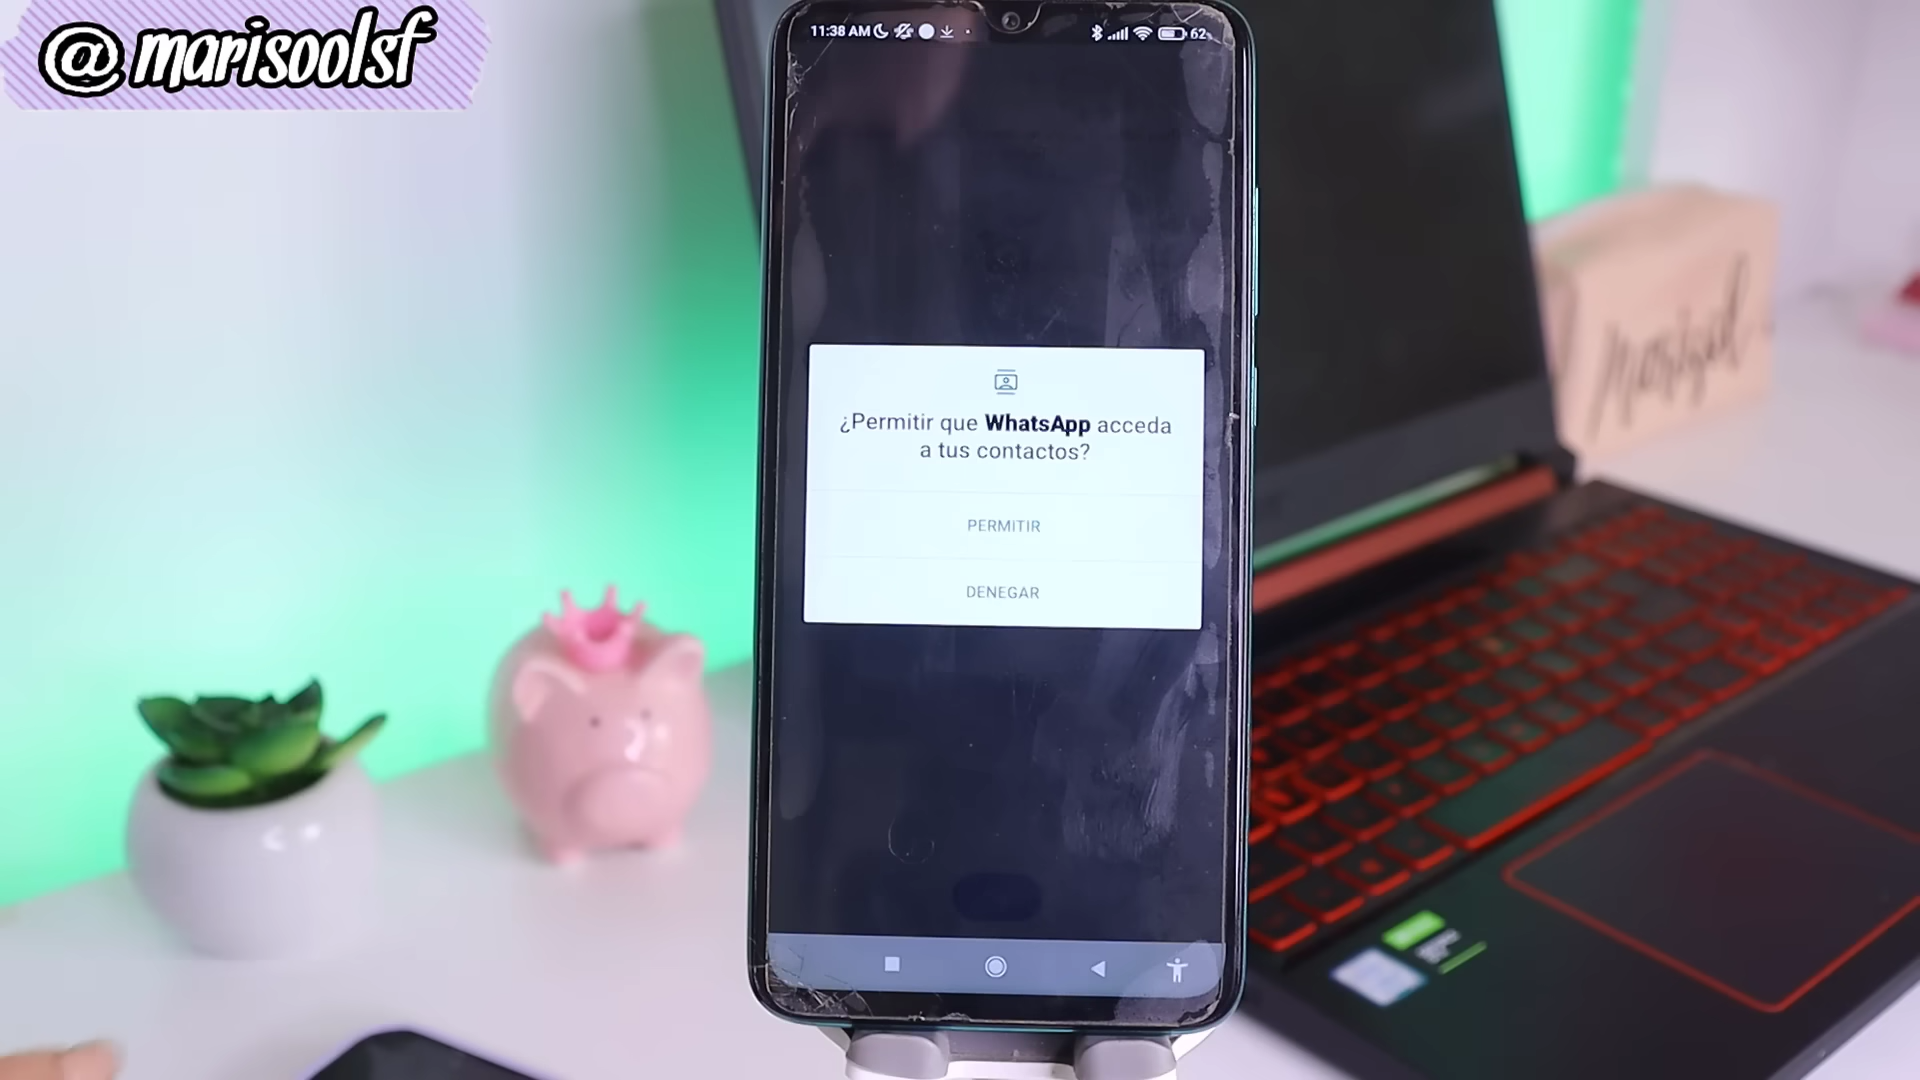 @marisoolsf
11:38 AM
62
¿Permitir que WhatsApp acceda
a tus contactos?
PERMITIR
DENEGAR